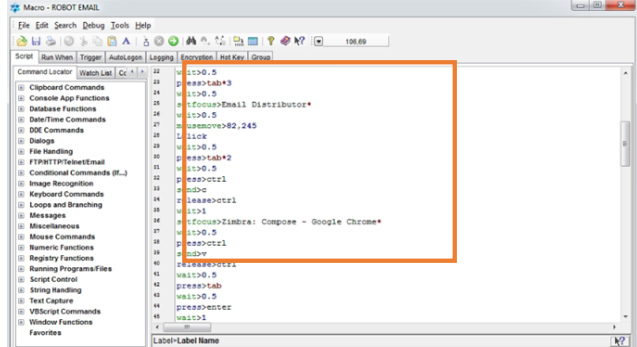 Macro - ROBOT EMAIL
File Edit Search Debug Tools Help
106,69
Script Run When Trigger AutoLogon Logging Encryption Hot Key Group
Command Locator Watch List
Clipboard Commands
Console App Functions
Database Functions
Date/Time Commands
DDE Commands
Dialogs
File Handling
FTP/HTTP/Telnet/Email
Conditional Commands (If...)
Image Recognition
Keyboard Commands
Loops and Branching
Messages
Miscellaneous
Mouse Commands
Numeric Functions
Registry Functions
Running Programs/Files
Script Control
String Handling
Text Capture
VBScript Commands
Window Functions
Favorites
22 wait>0.5
23 press>tab*3
24 wait>0.5
25 setfocus>Email Distributor*
26 wait>0.5
27 mousemove>82,245
28 LClick
29 wait>0.5
30 press>tab*2
31 wait>0.5
32 press>ctrl
33 send>c
34 release>ctrl
35 wait>1
36 setfocus>Zimbra: Compose - Google Chrome*
37 wait>0.5
38 press>ctrl
39 send>v
40 release>ctrl
41 wait>0.5
42 press>tab
43 wait>0.5
44 press>enter
45 wait>1
Label>Label Name